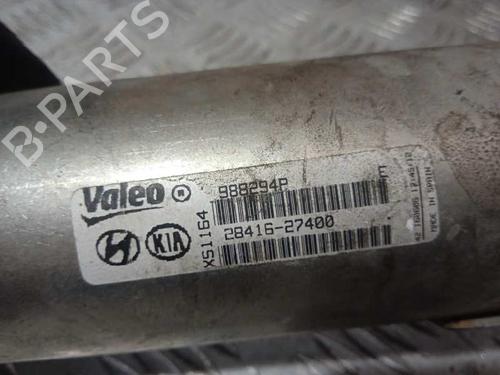 B-PARTS
Valeo
988294P
XS1164
28416-27400
KIA
MADE IN SPAIN